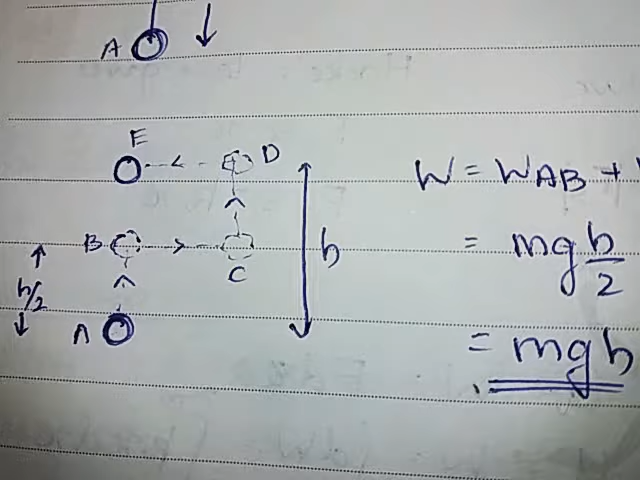 A
E
D
B
C
h/2
A
h
W = WAB +
= mg h/2
= mgh